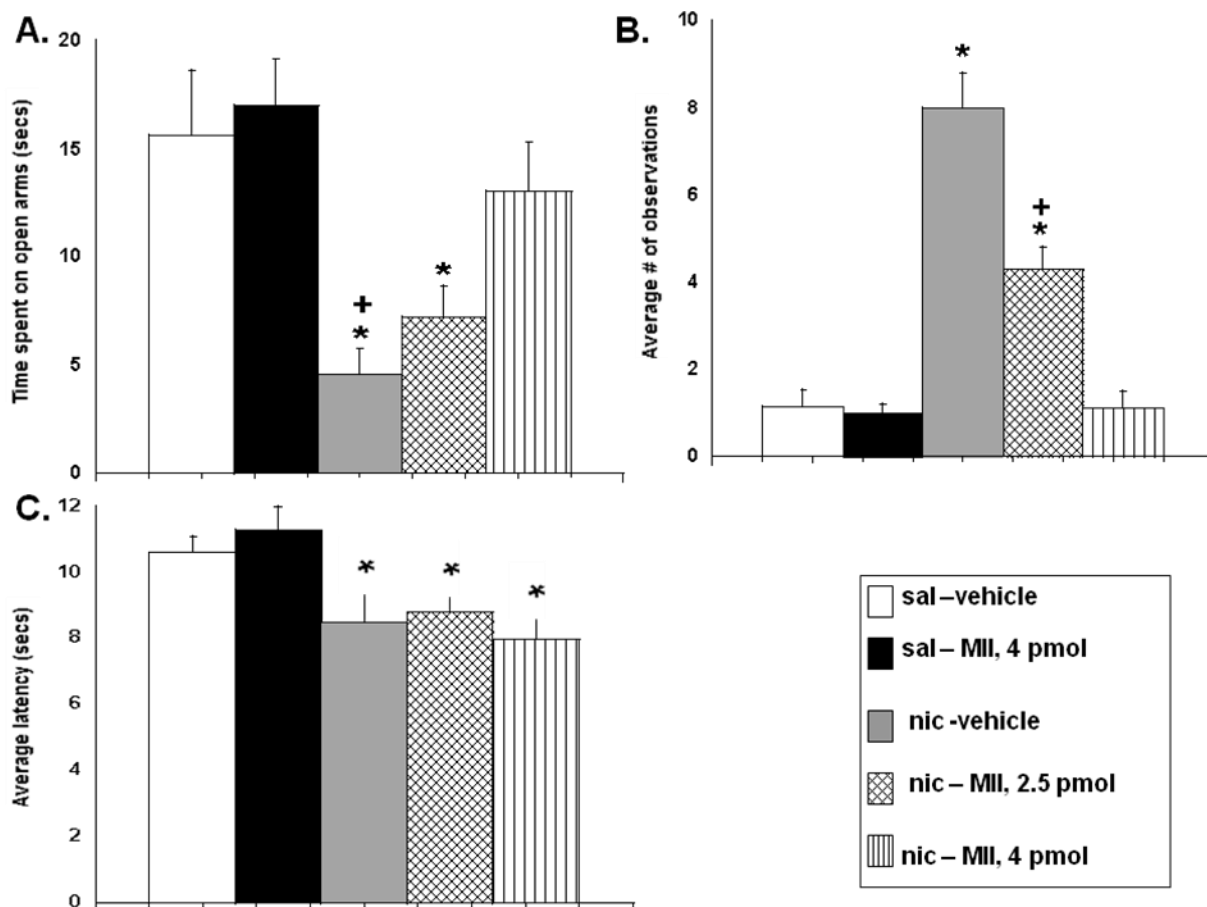 A.
Time spent on open arms (secs)
20
15
10
5
0
+
*
*
B.
Average # of observations
10
8
6
4
2
0
*
+
*
C.
Average latency (secs)
12
10
8
6
4
2
0
*
*
*
sal–vehicle
sal– MII, 4 pmol
nic -vehicle
nic – MII, 2.5 pmol
nic – MII, 4 pmol